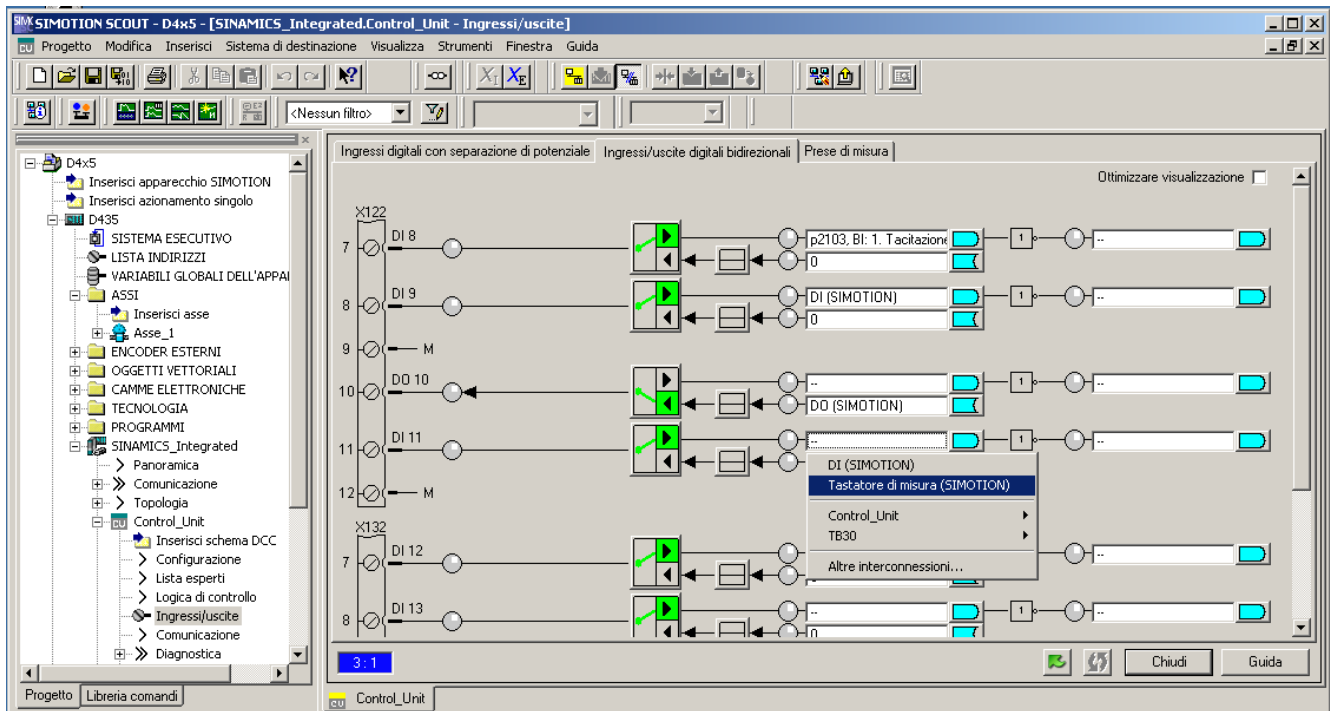 SIMOTION SCOUT - D4x5 - [SINAMICS_Integrated.Control_Unit - Ingressi/uscite]
Progetto Modifica Inserisci Sistema di destinazione Visualizza Strumenti Finestra Guida
<Nessun filtro>
D4x5
Inserisci apparecchio SIMOTION
Inserisci azionamento singolo
D435
SISTEMA ESECUTIVO
LISTA INDIRIZZI
VARIABILI GLOBALI DELL'APPAI
ASSI
Inserisci asse
Asse_1
ENCODER ESTERNI
OGGETTI VETTORIALI
CAMME ELETTRONICHE
TECNOLOGIA
PROGRAMMI
SINAMICS_Integrated
Panoramica
Comunicazione
Topologia
Control_Unit
Inserisci schema DCC
Configurazione
Lista esperti
Logica di controllo
Ingressi/uscite
Comunicazione
Diagnostica
Progetto Libreria comandi
Ingressi digitali con separazione di potenziale Ingressi/uscite digitali bidirezionali Prese di misura
Ottimizzare visualizzazione
X122
7 DI 8 p2103, BI: 1. Tacitazione 1 --
0
8 DI 9 DI (SIMOTION) 1 --
0
9 M
10 DO 10 -- 1 --
DO (SIMOTION)
11 DI 11 -- 1 --
DI (SIMOTION)
Tastatore di misura (SIMOTION)
Control_Unit
TB30
Altre interconnessioni...
12 M
X132
7 DI 12 --
8 DI 13 -- 1 --
0
3:1 Chiudi Guida
Control_Unit